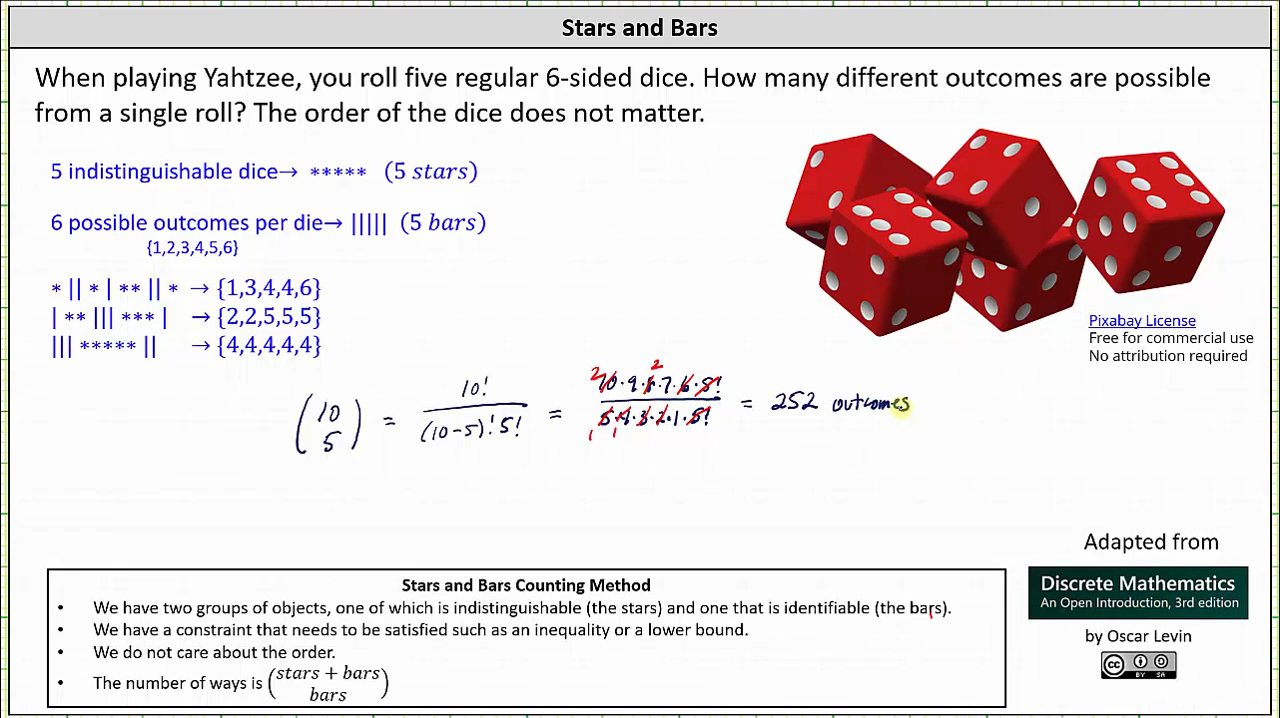 Stars and Bars
When playing Yahtzee, you roll five regular 6-sided dice. How many different outcomes are possible
from a single roll? The order of the dice does not matter.
5 indistinguishable dice→ ***** (5 stars)
6 possible outcomes per die→ ||||| (5 bars)
{1,2,3,4,5,6}
* || * | ** || * → {1,3,4,4,6}
| ** ||| *** | → {2,2,5,5,5}
||| ***** || → {4,4,4,4,4}
Pixabay License
Free for commercial use
No attribution required
(10 5) = 10! / (10-5)! 5! = 10·9·8·7·6·5! / 5·4·3·2·1·5! = 252 outcomes
2 2
1 1
Adapted from
Discrete Mathematics
An Open Introduction, 3rd edition
by Oscar Levin
CC BY SA
Stars and Bars Counting Method
• We have two groups of objects, one of which is indistinguishable (the stars) and one that is identifiable (the bars).
• We have a constraint that needs to be satisfied such as an inequality or a lower bound.
• We do not care about the order.
• The number of ways is (stars + bars
bars)